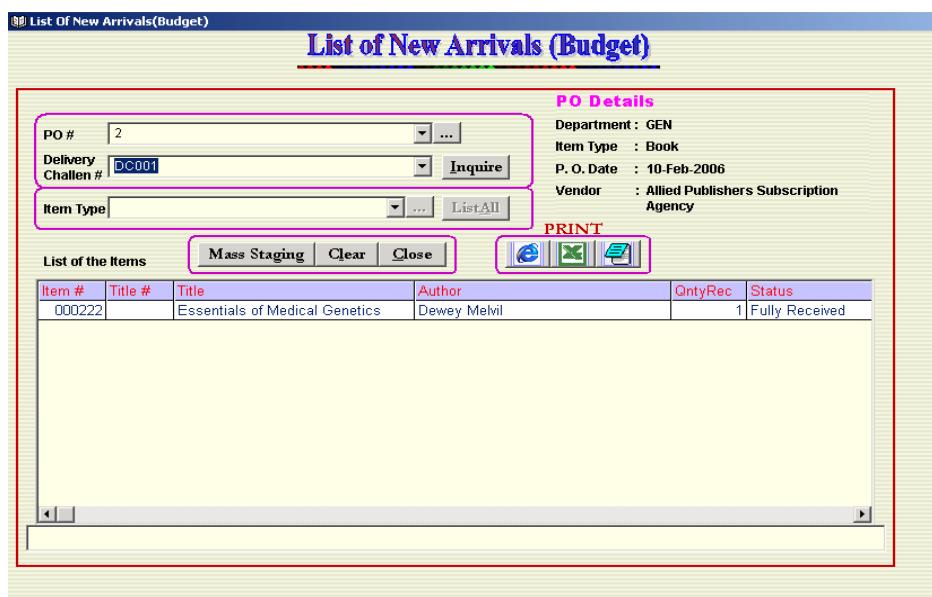 List Of New Arrivals(Budget)
List of New Arrivals (Budget)
PO Details
PO # 2 ...
Department : GEN
Item Type : Book
Delivery Challen # DC001 Inquire
P. O. Date : 10-Feb-2006
Vendor : Allied Publishers Subscription
Agency
Item Type ... ListAll
PRINT
List of the Items Mass Staging Clear Close
Item # Title # Title Author QntyRec Status
000222 Essentials of Medical Genetics Dewey Melvil 1 Fully Received